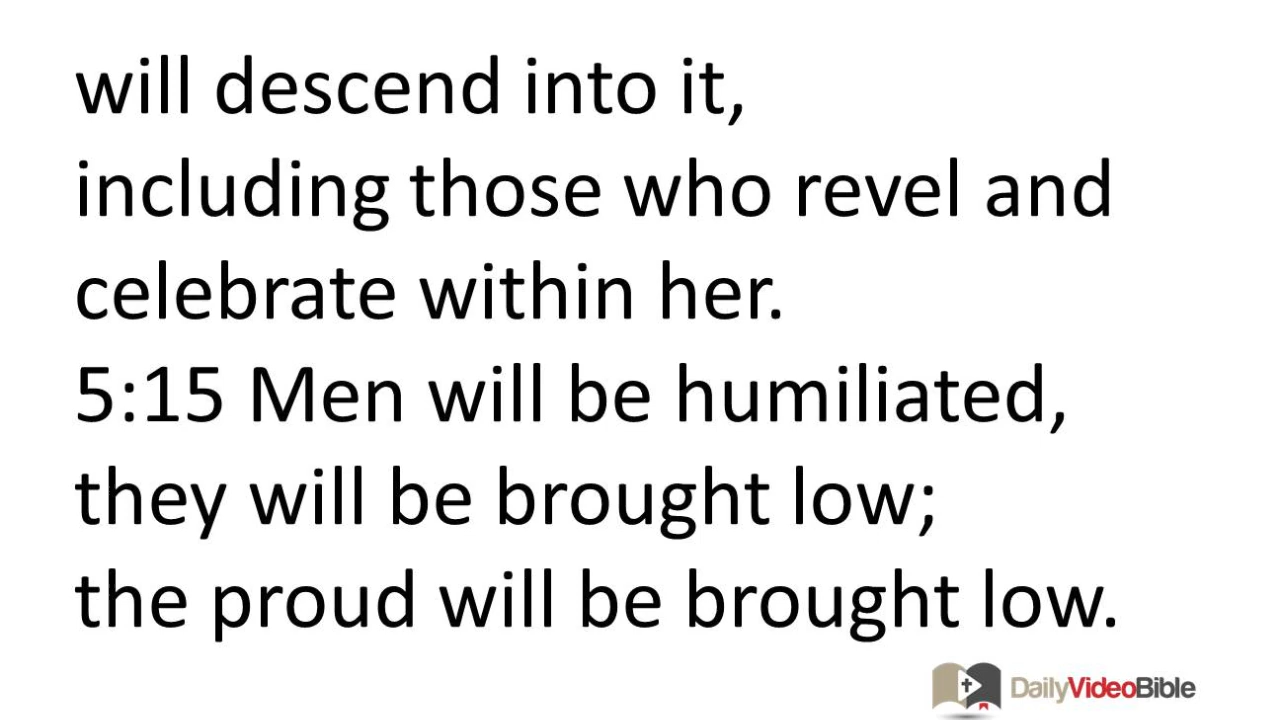 will descend into it,
including those who revel and
celebrate within her.
5:15 Men will be humiliated,
they will be brought low;
the proud will be brought low.
DailyVideoBible